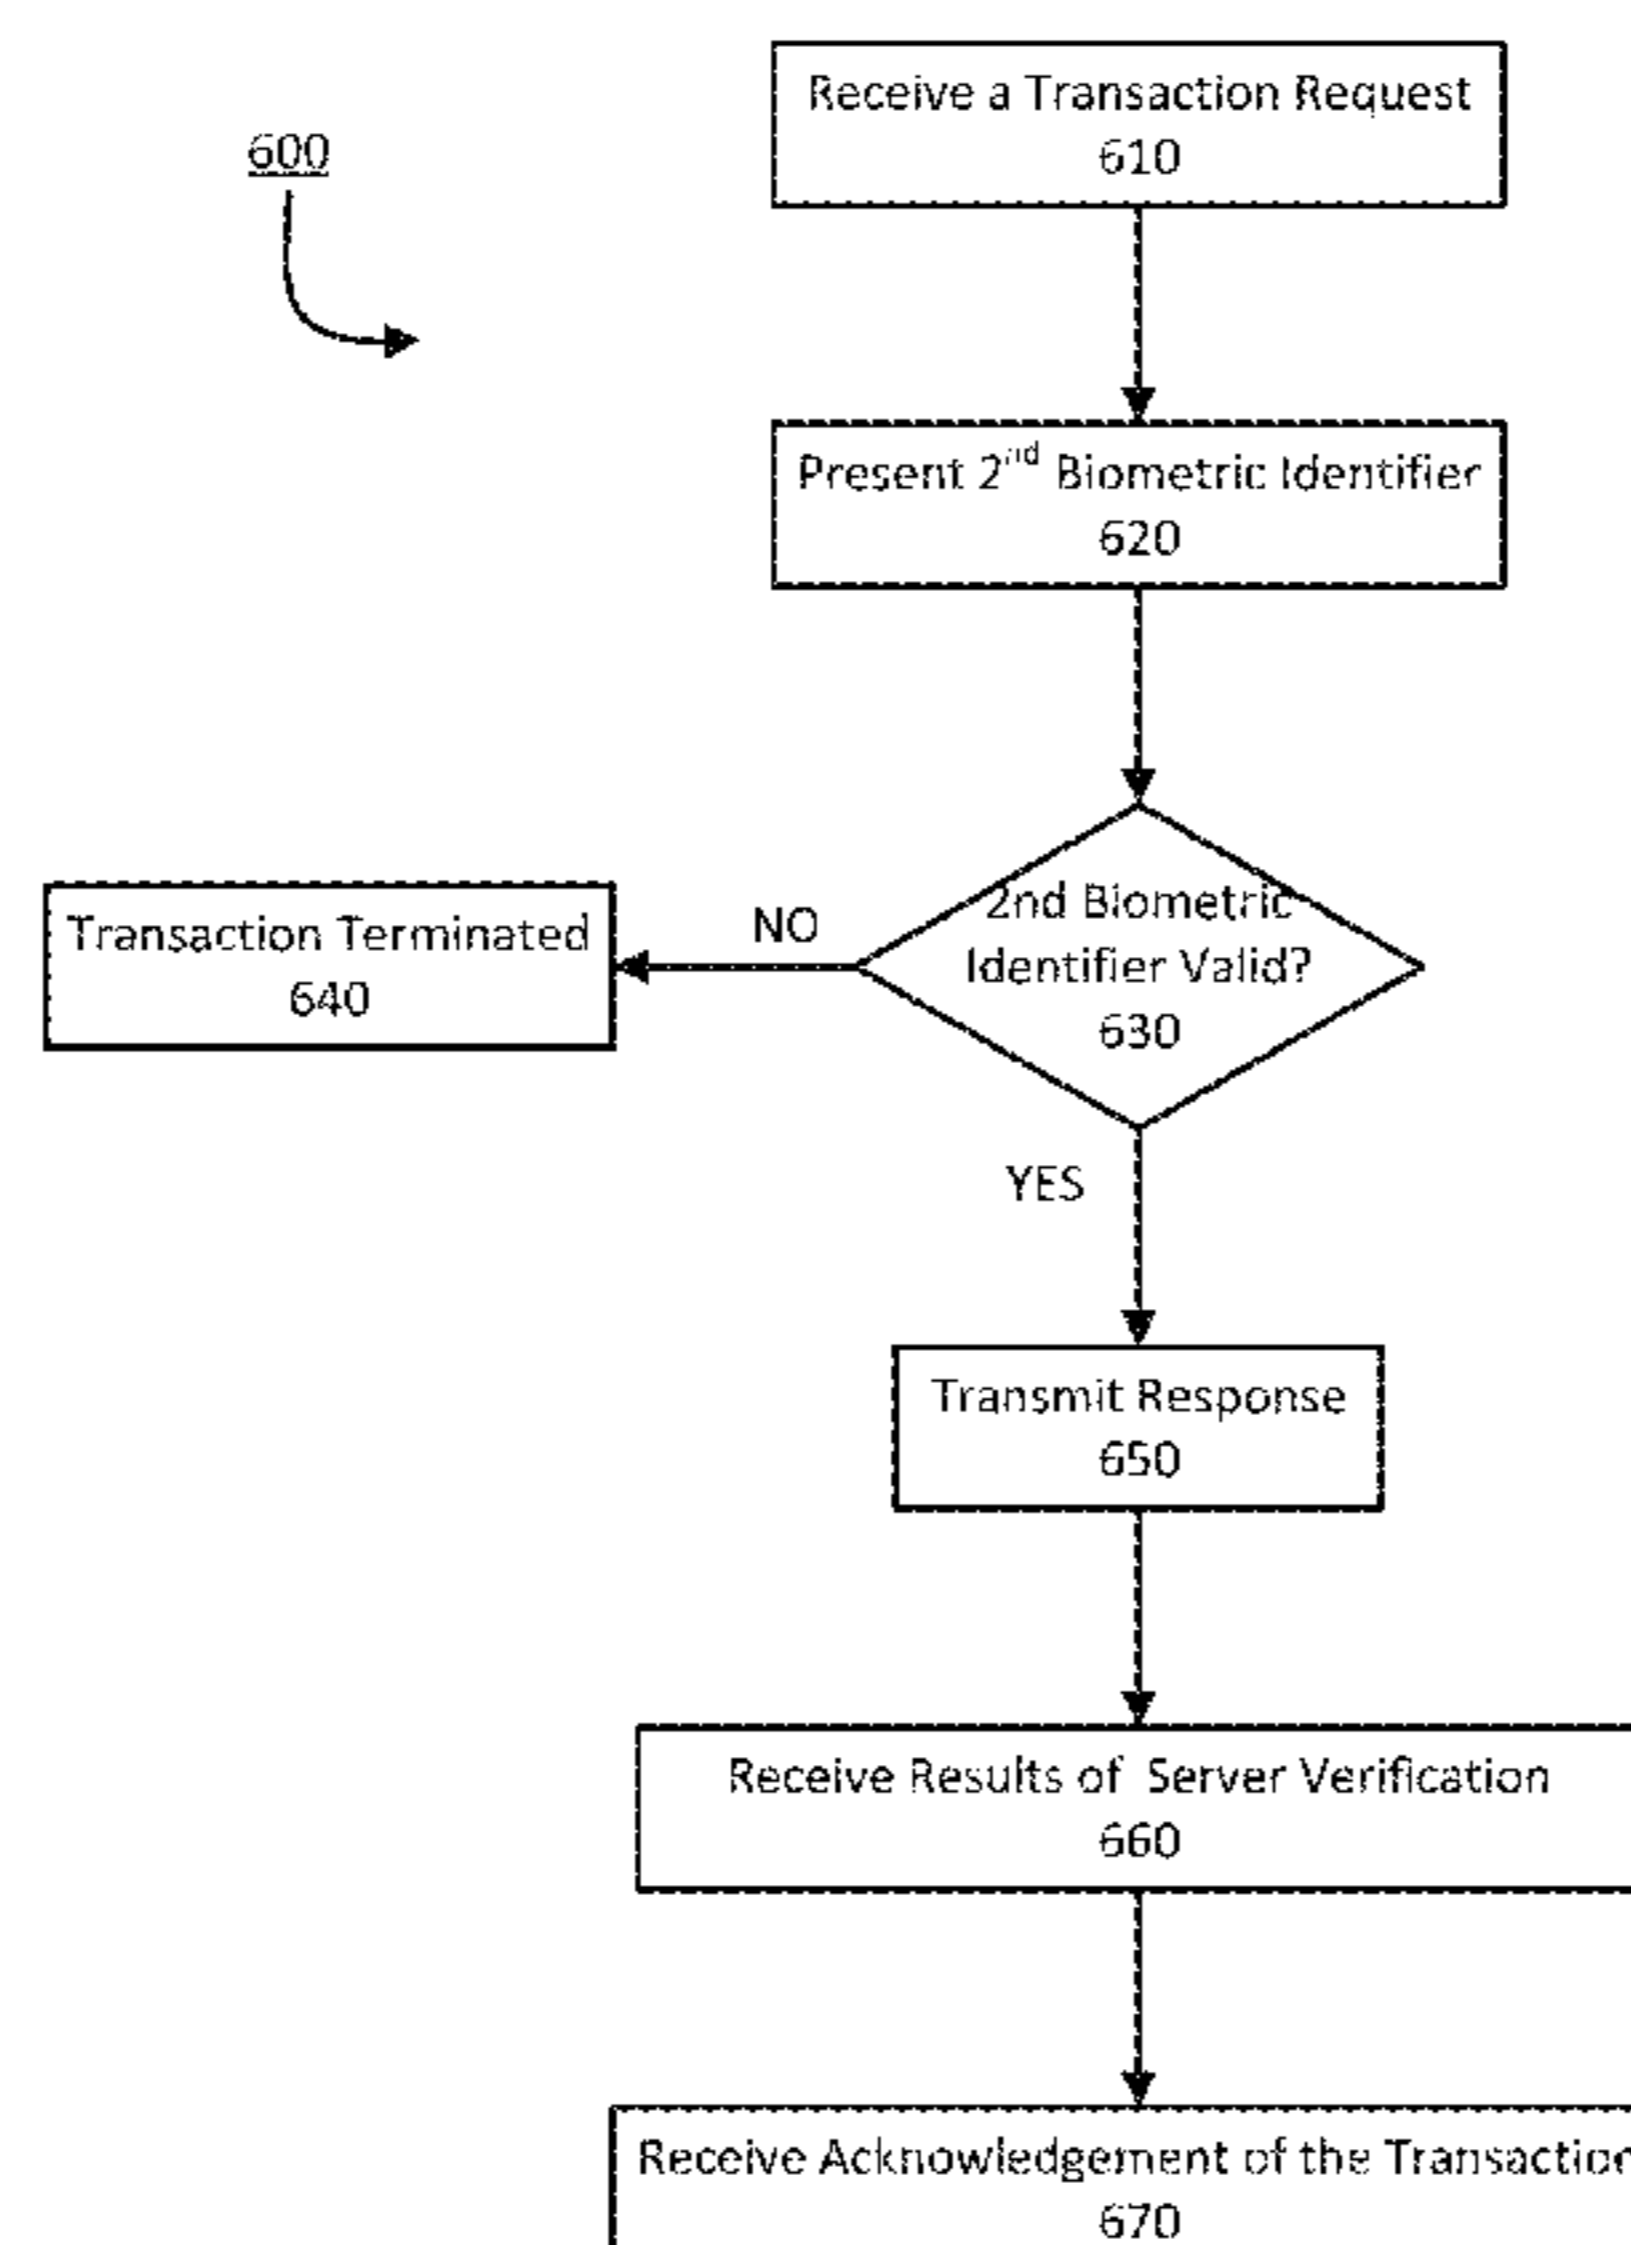 600
Receive a Transaction Request
610
Present 2nd Biometric Identifier
620
2nd Biometric
Identifier Valid?
630
NO
Transaction Terminated
640
YES
Transmit Response
650
Receive Results of Server Verification
660
Receive Acknowledgement of the Transaction
670